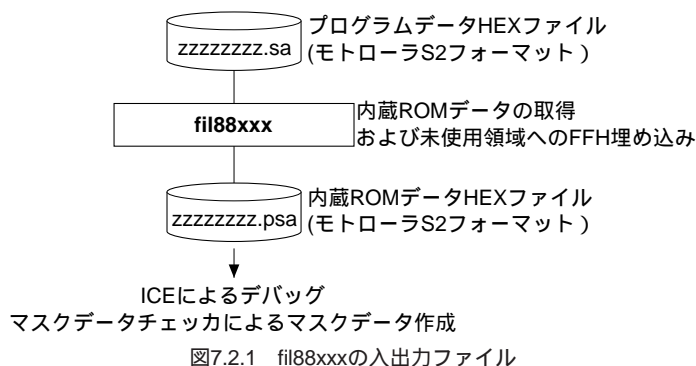 プログラムデータHEXファイル
zzzzzzzz.sa (モトローラS2フォーマット)
fil88xxx
内蔵ROMデータの取得
および未使用領域へのFFH埋め込み
内蔵ROMデータHEXファイル
zzzzzzzz.psa (モトローラS2フォーマット)
ICEによるデバッグ
マスクデータチェッカによるマスクデータ作成
図7.2.1 fil88xxxの入出力ファイル